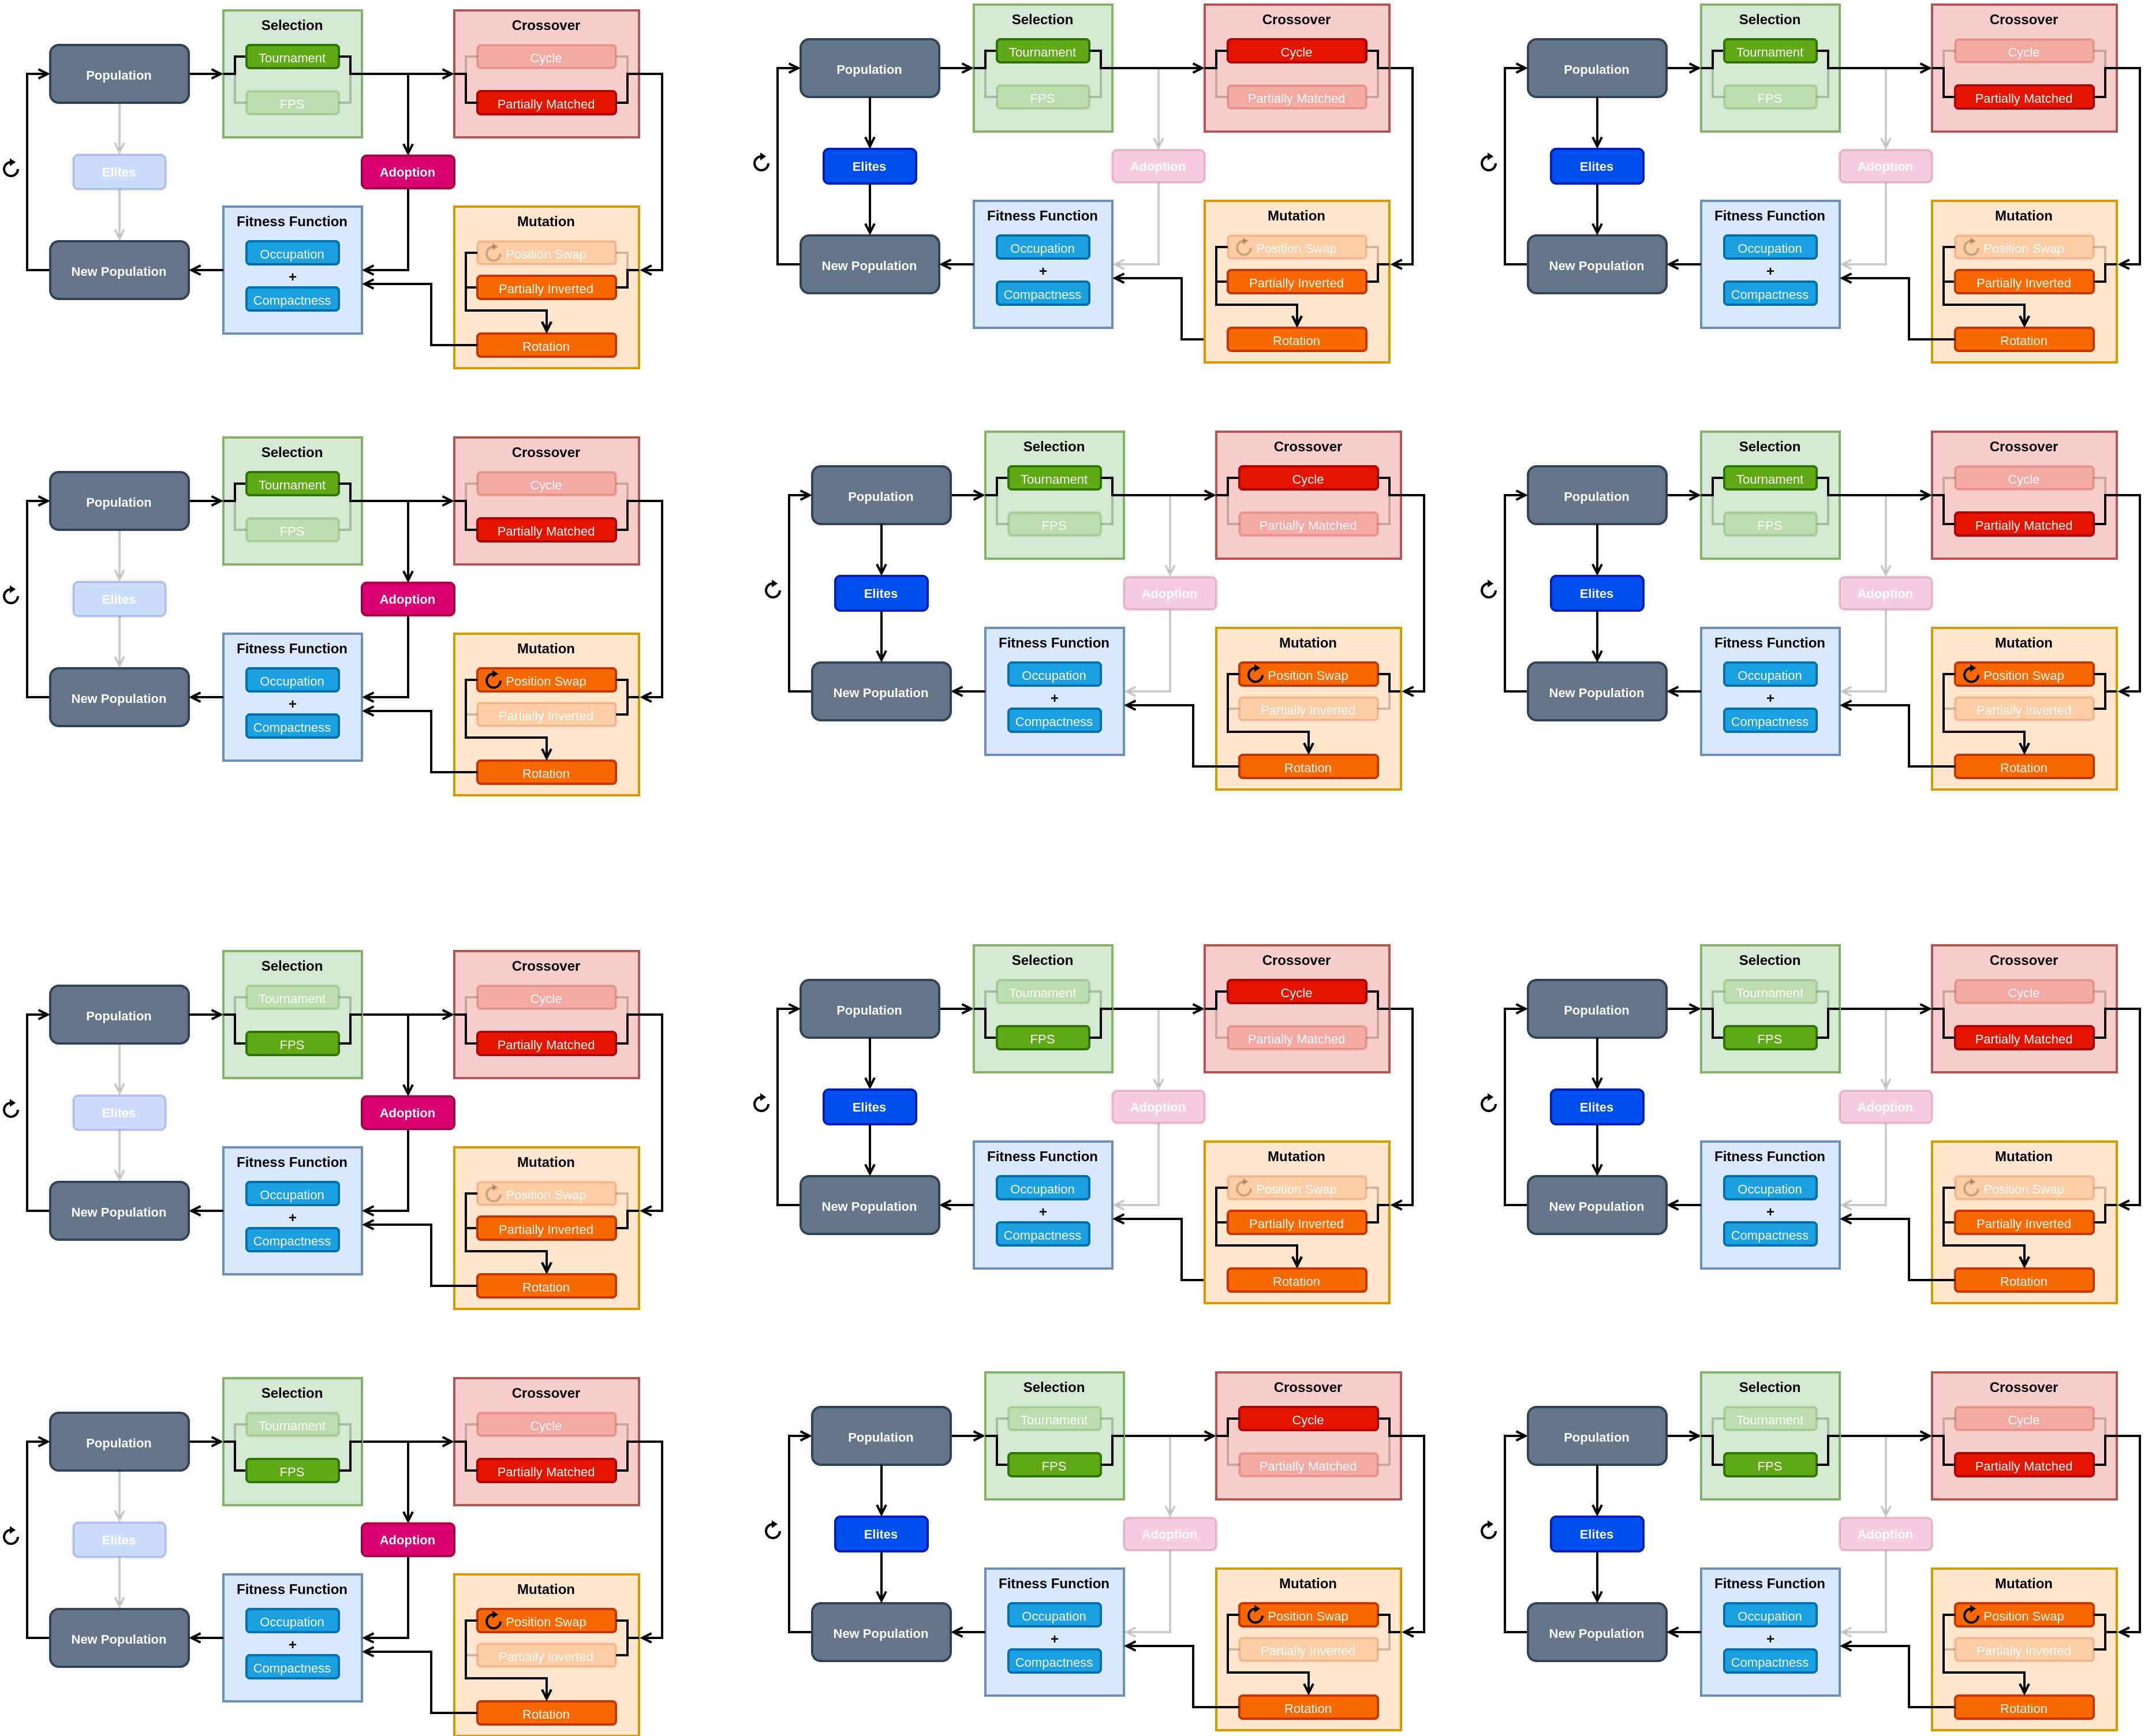 Selection
Tournament
FPS
Crossover
Cycle
Partially Matched
Population
Elites
New Population
Adoption
Fitness Function
Occupation
+
Compactness
Mutation
Position Swap
Partially Inverted
Rotation
Selection
Tournament
FPS
Crossover
Cycle
Partially Matched
Population
Elites
New Population
Adoption
Fitness Function
Occupation
+
Compactness
Mutation
Position Swap
Partially Inverted
Rotation
Selection
Tournament
FPS
Crossover
Cycle
Partially Matched
Population
Elites
New Population
Adoption
Fitness Function
Occupation
+
Compactness
Mutation
Position Swap
Partially Inverted
Rotation
Selection
Tournament
FPS
Crossover
Cycle
Partially Matched
Population
Elites
New Population
Adoption
Fitness Function
Occupation
+
Compactness
Mutation
Position Swap
Partially Inverted
Rotation
Selection
Tournament
FPS
Crossover
Cycle
Partially Matched
Population
Elites
New Population
Adoption
Fitness Function
Occupation
+
Compactness
Mutation
Position Swap
Partially Inverted
Rotation
Selection
Tournament
FPS
Crossover
Cycle
Partially Matched
Population
Elites
New Population
Adoption
Fitness Function
Occupation
+
Compactness
Mutation
Position Swap
Partially Inverted
Rotation
Selection
Tournament
FPS
Crossover
Cycle
Partially Matched
Population
Elites
New Population
Adoption
Fitness Function
Occupation
+
Compactness
Mutation
Position Swap
Partially Inverted
Rotation
Selection
Tournament
FPS
Crossover
Cycle
Partially Matched
Population
Elites
New Population
Adoption
Fitness Function
Occupation
+
Compactness
Mutation
Position Swap
Partially Inverted
Rotation
Selection
Tournament
FPS
Crossover
Cycle
Partially Matched
Population
Elites
New Population
Adoption
Fitness Function
Occupation
+
Compactness
Mutation
Position Swap
Partially Inverted
Rotation
Selection
Tournament
FPS
Crossover
Cycle
Partially Matched
Population
Elites
New Population
Adoption
Fitness Function
Occupation
+
Compactness
Mutation
Position Swap
Partially Inverted
Rotation
Selection
Tournament
FPS
Crossover
Cycle
Partially Matched
Population
Elites
New Population
Adoption
Fitness Function
Occupation
+
Compactness
Mutation
Position Swap
Partially Inverted
Rotation
Selection
Tournament
FPS
Crossover
Cycle
Partially Matched
Population
Elites
New Population
Adoption
Fitness Function
Occupation
+
Compactness
Mutation
Position Swap
Partially Inverted
Rotation